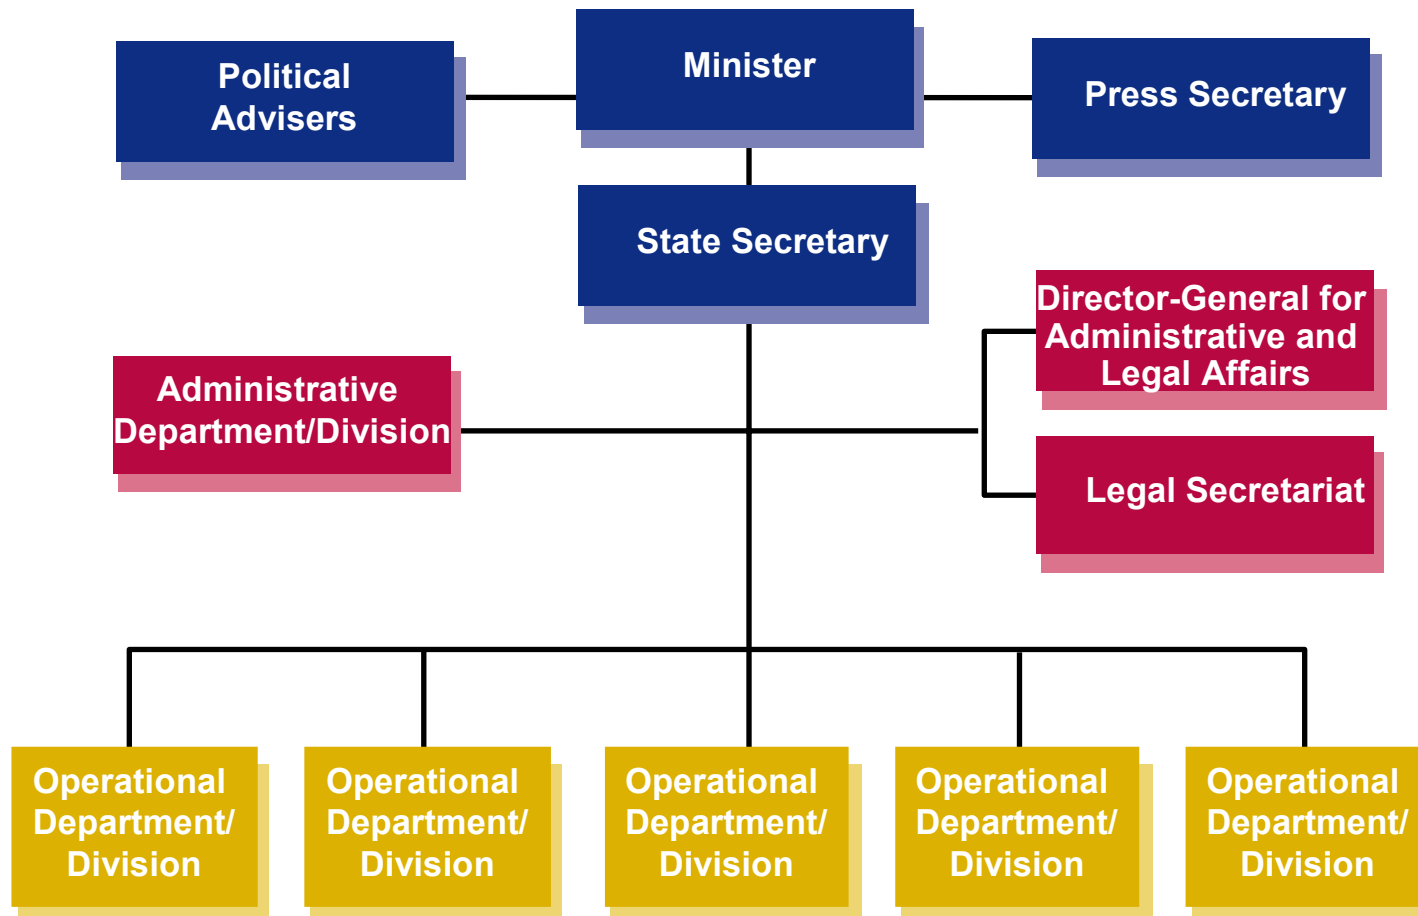 Political
Advisers
Minister
Press Secretary
State Secretary
Director-General for
Administrative and
Legal Affairs
Administrative
Department/Division
Legal Secretariat
Operational
Department/
Division
Operational
Department/
Division
Operational
Department/
Division
Operational
Department/
Division
Operational
Department/
Division